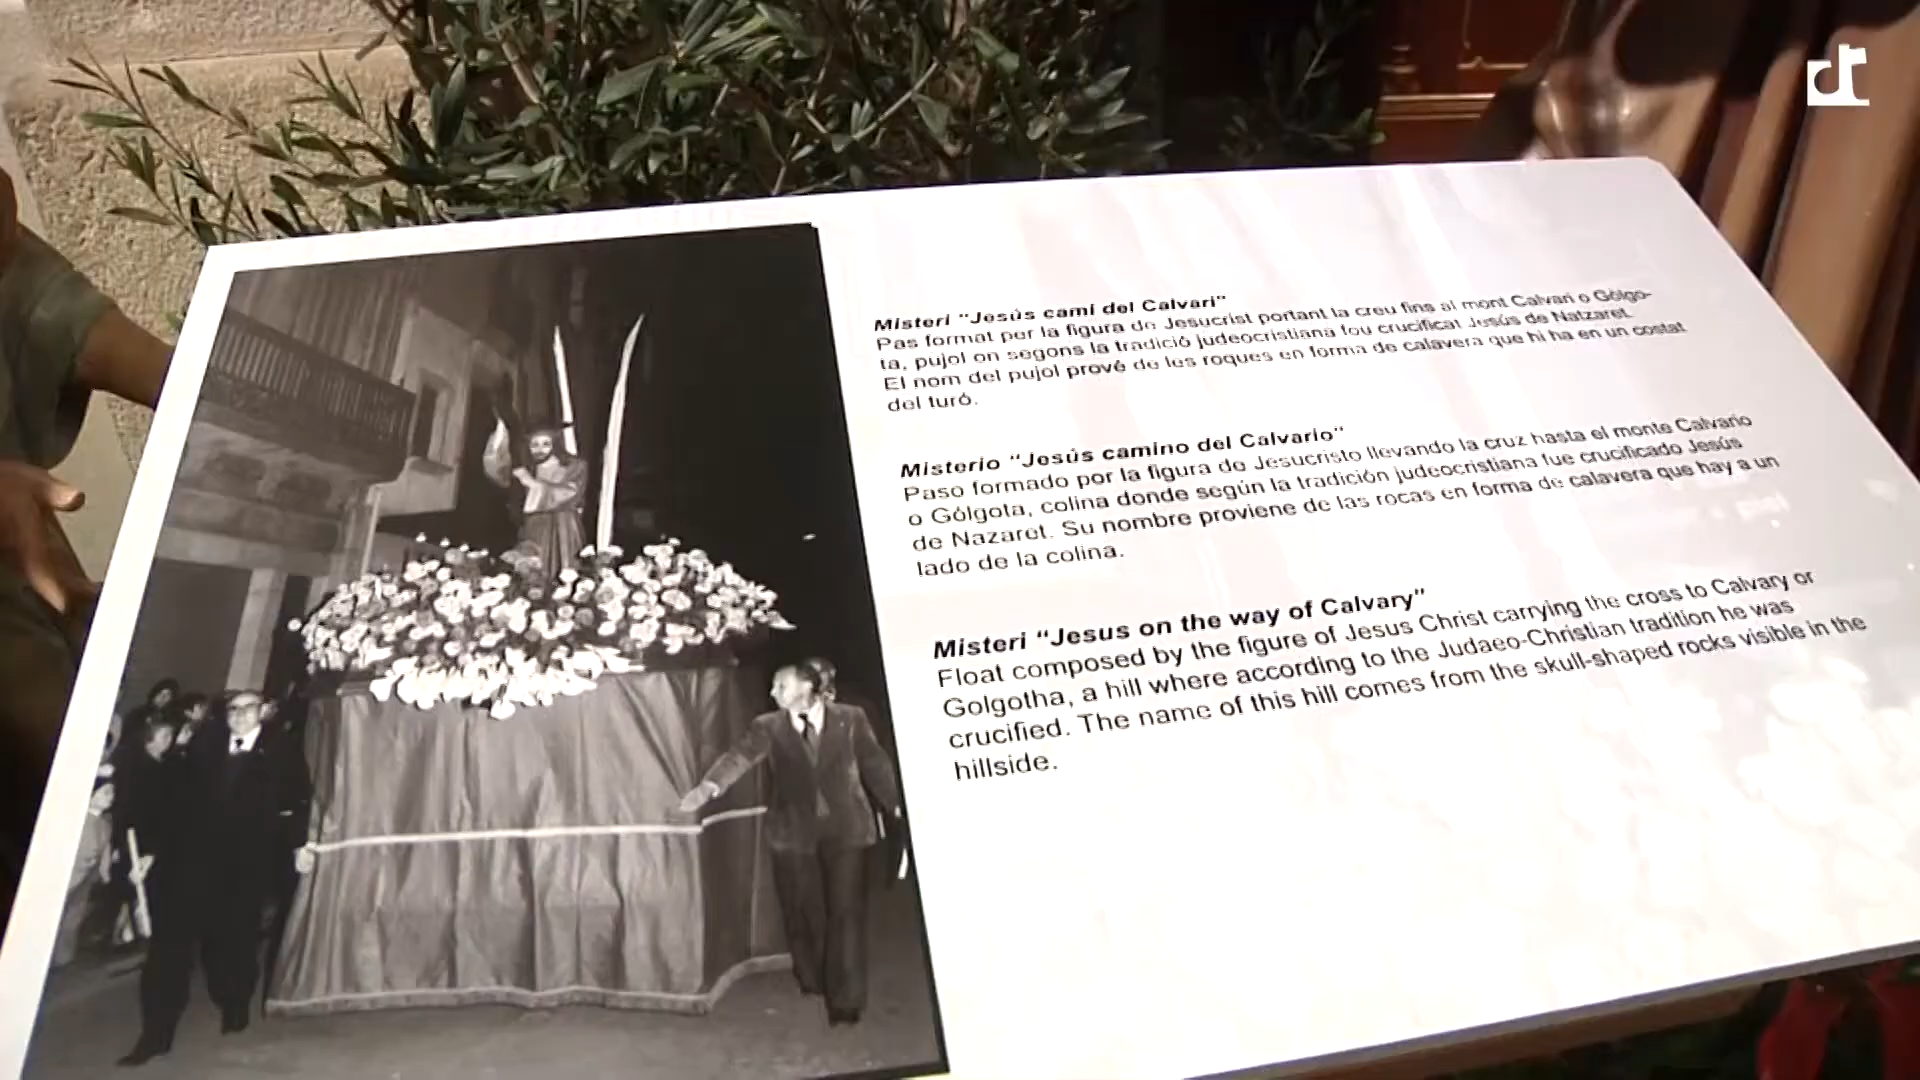 Misteri "Jesús camí del Calvari"
Pas format per la figura de Jesucrist portant la creu fins al mont Calvari o Gòlgo-
ta, pujol on segons la tradició judeocristiana fou crucificat Jesús de Natzaret.
El nom del pujol prové de les roques en forma de calavera que hi ha en un costat
del turó.
Misterio "Jesús camino del Calvario"
Paso formado por la figura de Jesucristo llevando la cruz hasta el monte Calvario
o Gólgota, colina donde según la tradición judeocristiana fue crucificado Jesús
de Nazaret. Su nombre proviene de las rocas en forma de calavera que hay a un
lado de la colina.
Misteri "Jesus on the way of Calvary"
Float composed by the figure of Jesus Christ carrying the cross to Calvary or
Golgotha, a hill where according to the Judaeo-Christian tradition he was
crucified. The name of this hill comes from the skull-shaped rocks visible in the
hillside.
dt